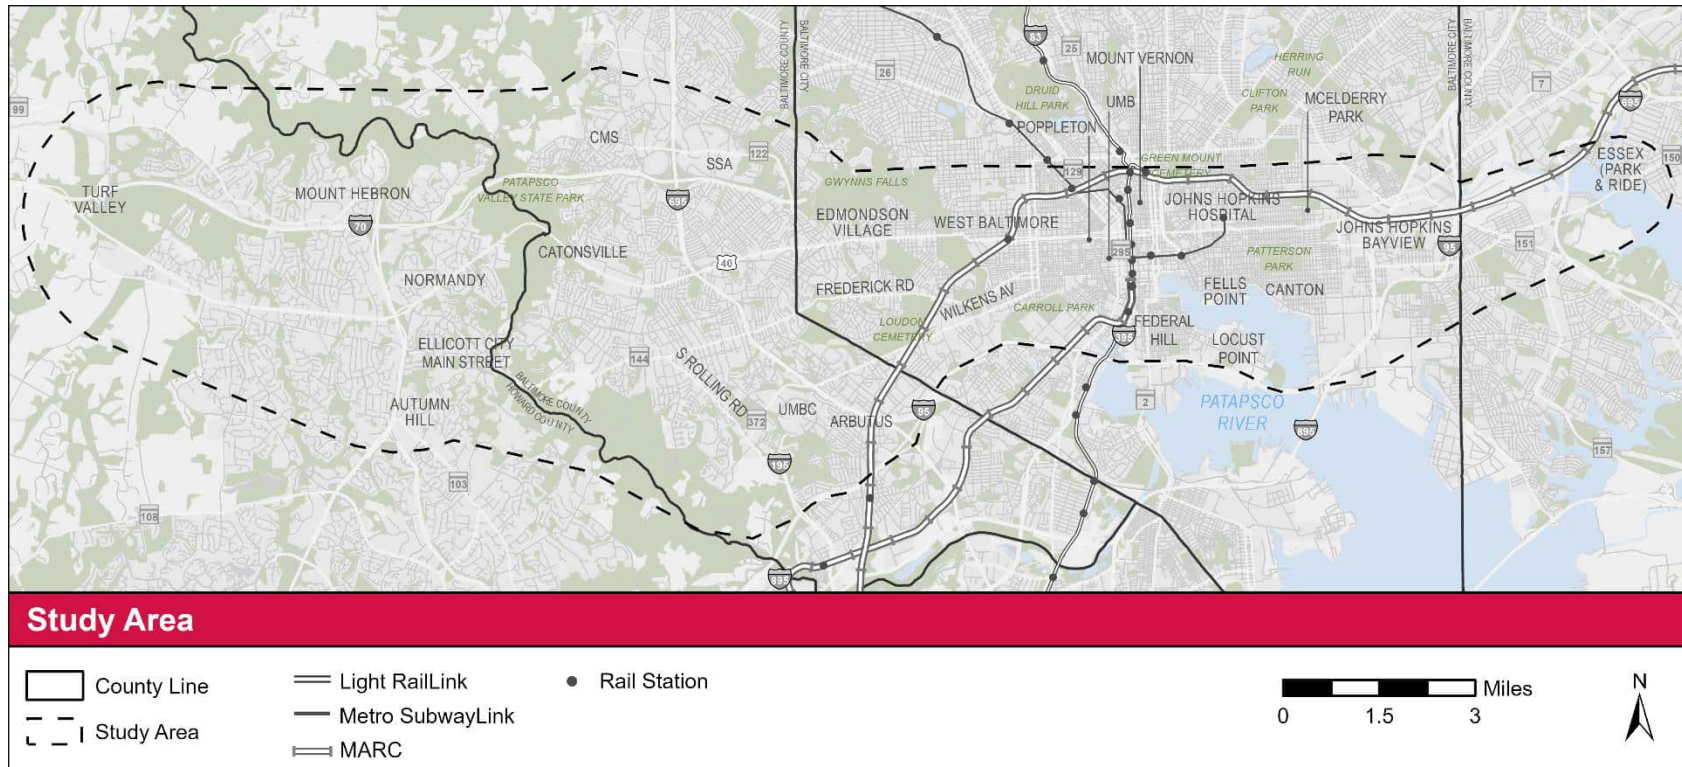 BALTIMORE COUNTY
BALTIMORE CITY
83
25
MOUNT VERNON
BALTIMORE CITY
BALTIMORE COUNTY
26
HERRING
RUN
7
99
DRUID
HILL PARK
UMB
CLIFTON
PARK
MCELDERRY
PARK
695
POPPLETON
CMS
122
SSA
129
GREEN MOUNT
CEMETERY
ESSEX
(PARK
& RIDE)
150
TURF
VALLEY
MOUNT HEBRON
PATAPSCO
VALLEY STATE PARK
695
GWYNNS FALLS
JOHNS HOPKINS
HOSPITAL
70
EDMONDSON
VILLAGE
WEST BALTIMORE
JOHNS HOPKINS
BAYVIEW
95
151
CATONSVILLE
295
PATTERSON
PARK
40
NORMANDY
FREDERICK RD
WILKENS AV
CARROLL PARK
FELLS
POINT
CANTON
LOUDON
CEMETERY
FEDERAL
HILL
395
LOCUST
POINT
ELLICOTT CITY
MAIN STREET
144
S ROLLING RD
BALTIMORE COUNTY
HOWARD COUNTY
AUTUMN
HILL
UMBC
372
ARBUTUS
95
2
PATAPSCO
RIVER
895
157
195
103
108
895
Study Area
County Line
Study Area
Light RailLink
Metro SubwayLink
MARC
Rail Station
Miles
0 1.5 3
N